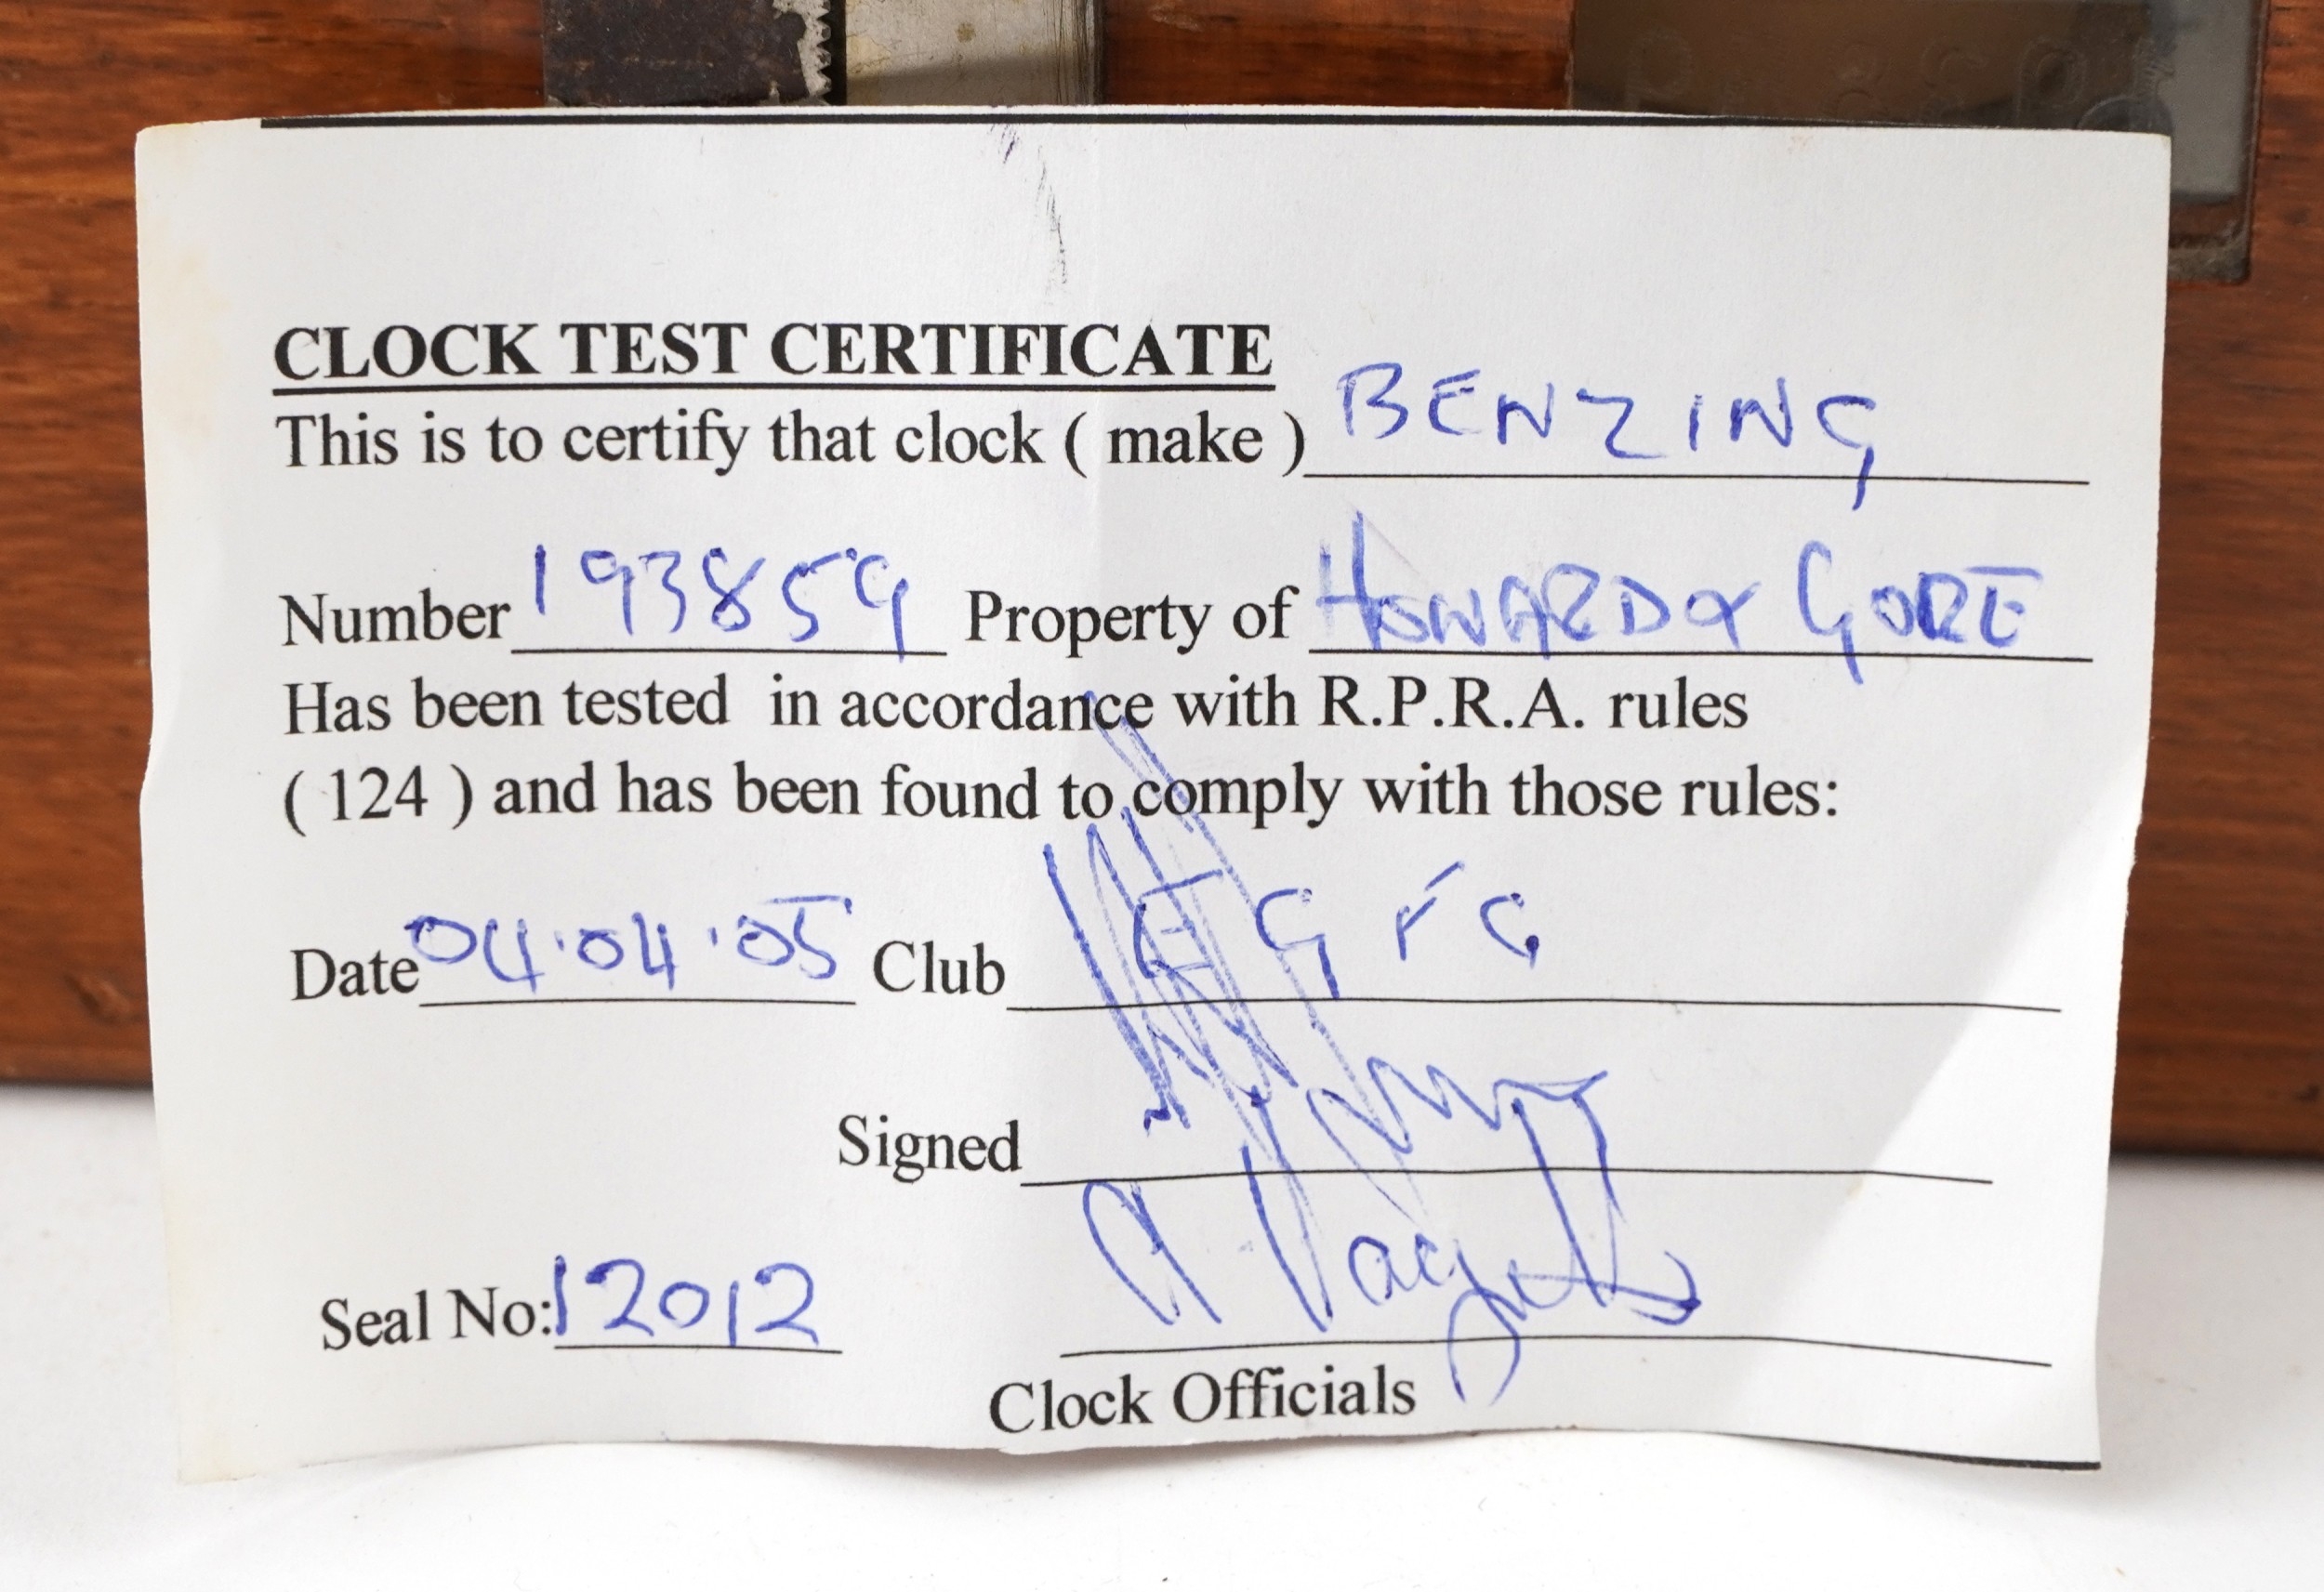 CLOCK TEST CERTIFICATE
This is to certify that clock ( make ) BENZING
Number 193859 Property of HOWARD & GORE
Has been tested in accordance with R.P.R.A. rules
( 124 ) and has been found to comply with those rules:
Date 04.04.05 Club G F C
Signed
Seal No: 12012
Clock Officials